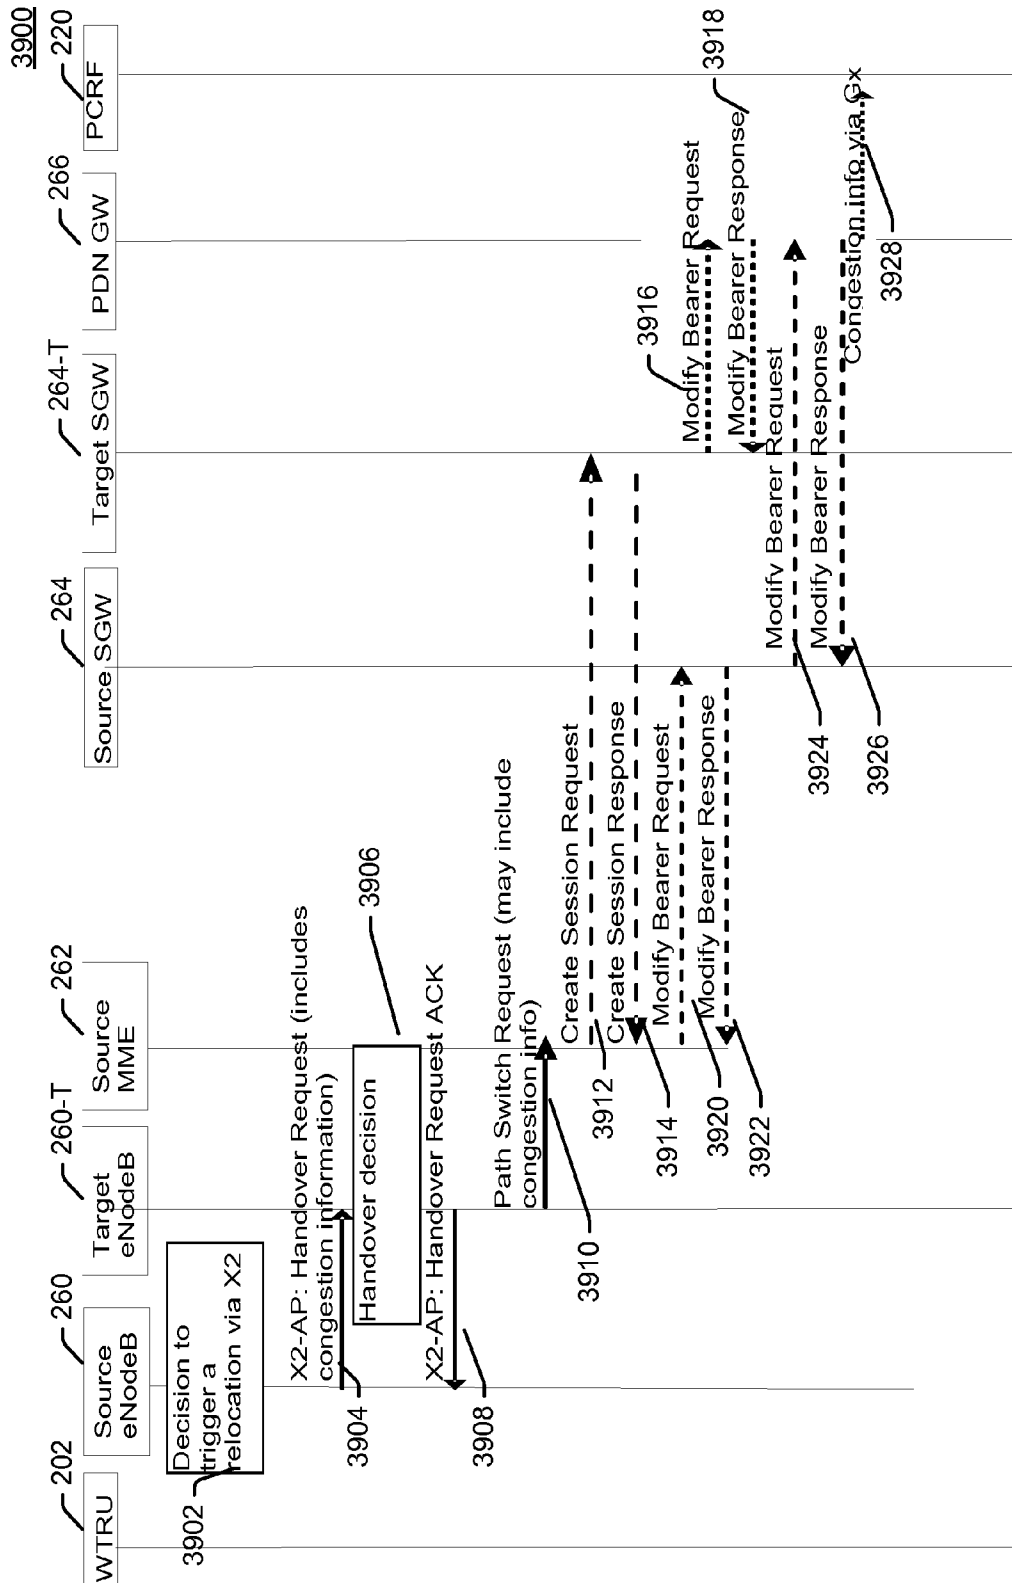 3900
202
260
260-T
262
264
264-T
266
220
WTRU
Source
eNodeB
Target
eNodeB
Source
MME
Source SGW
Target SGW
PDN GW
PCRF
Decision to
trigger a
relocation via X2
3902
X2-AP: Handover Request (includes
congestion information)
3904
Handover decision
3906
X2-AP: Handover Request ACK
3908
Path Switch Request (may include
congestion info)
3910
Create Session Request
3912
Create Session Response
3914
Modify Bearer Request
3916
Modify Bearer Response
3918
Modify Bearer Request
3920
Modify Bearer Response
3922
Modify Bearer Request
3924
Modify Bearer Response
3926
Congestion info via Gx
3928